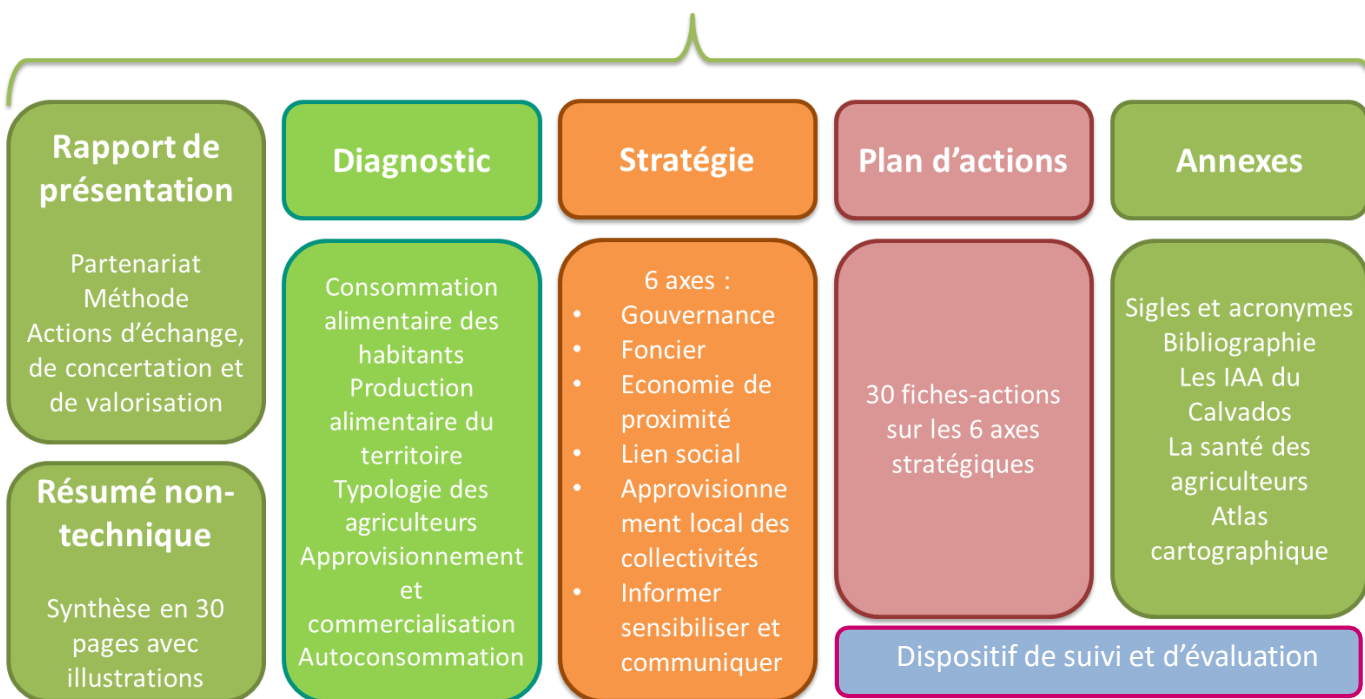 Rapport de
présentation
Partenariat
Méthode
Actions d’échange,
de concertation et
de valorisation
Résumé non-
technique
Synthèse en 30
pages avec
illustrations
Diagnostic
Consommation
alimentaire des
habitants
Production
alimentaire du
territoire
Typologie des
agriculteurs
Approvisionnement
et
commercialisation
Autoconsommation
Stratégie
6 axes :
• Gouvernance
• Foncier
• Economie de
proximité
• Lien social
• Approvisionne
ment local des
collectivités
• Informer
sensibiliser et
communiquer
Plan d’actions
30 fiches-actions
sur les 6 axes
stratégiques
Annexes
Sigles et acronymes
Bibliographie
Les IAA du
Calvados
La santé des
agriculteurs
Atlas
cartographique
Dispositif de suivi et d’évaluation